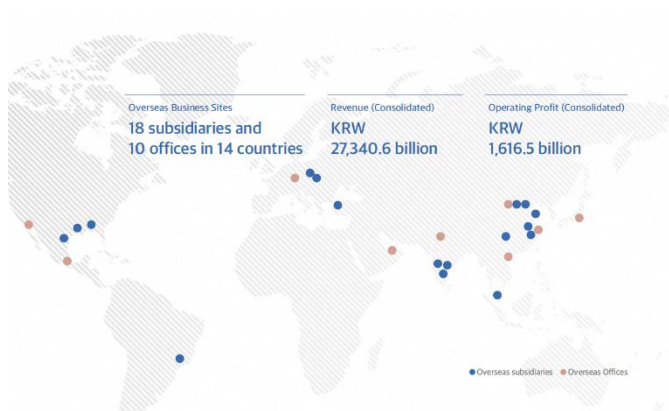 Overseas Business Sites
18 subsidiaries and
10 offices in 14 countries
Revenue (Consolidated)
KRW
27,340.6 billion
Operating Profit (Consolidated)
KRW
1,616.5 billion
Overseas subsidiaries
Overseas Offices